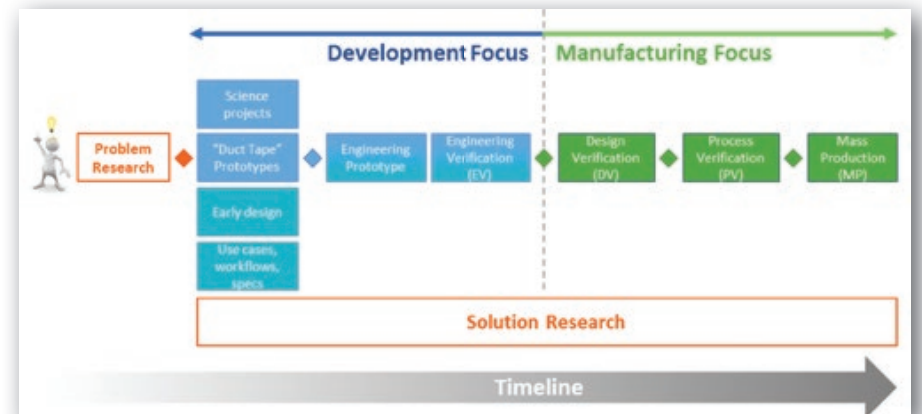 Development Focus
Manufacturing Focus
Problem
Research
Science
projects
"Duct Tape"
Prototypes
Early design
Use cases,
workflows,
specs
Engineering
Prototype
Engineering
Verification
(EV)
Design
Verification
(DV)
Process
Verification
(PV)
Mass
Production
(MP)
Solution Research
Timeline